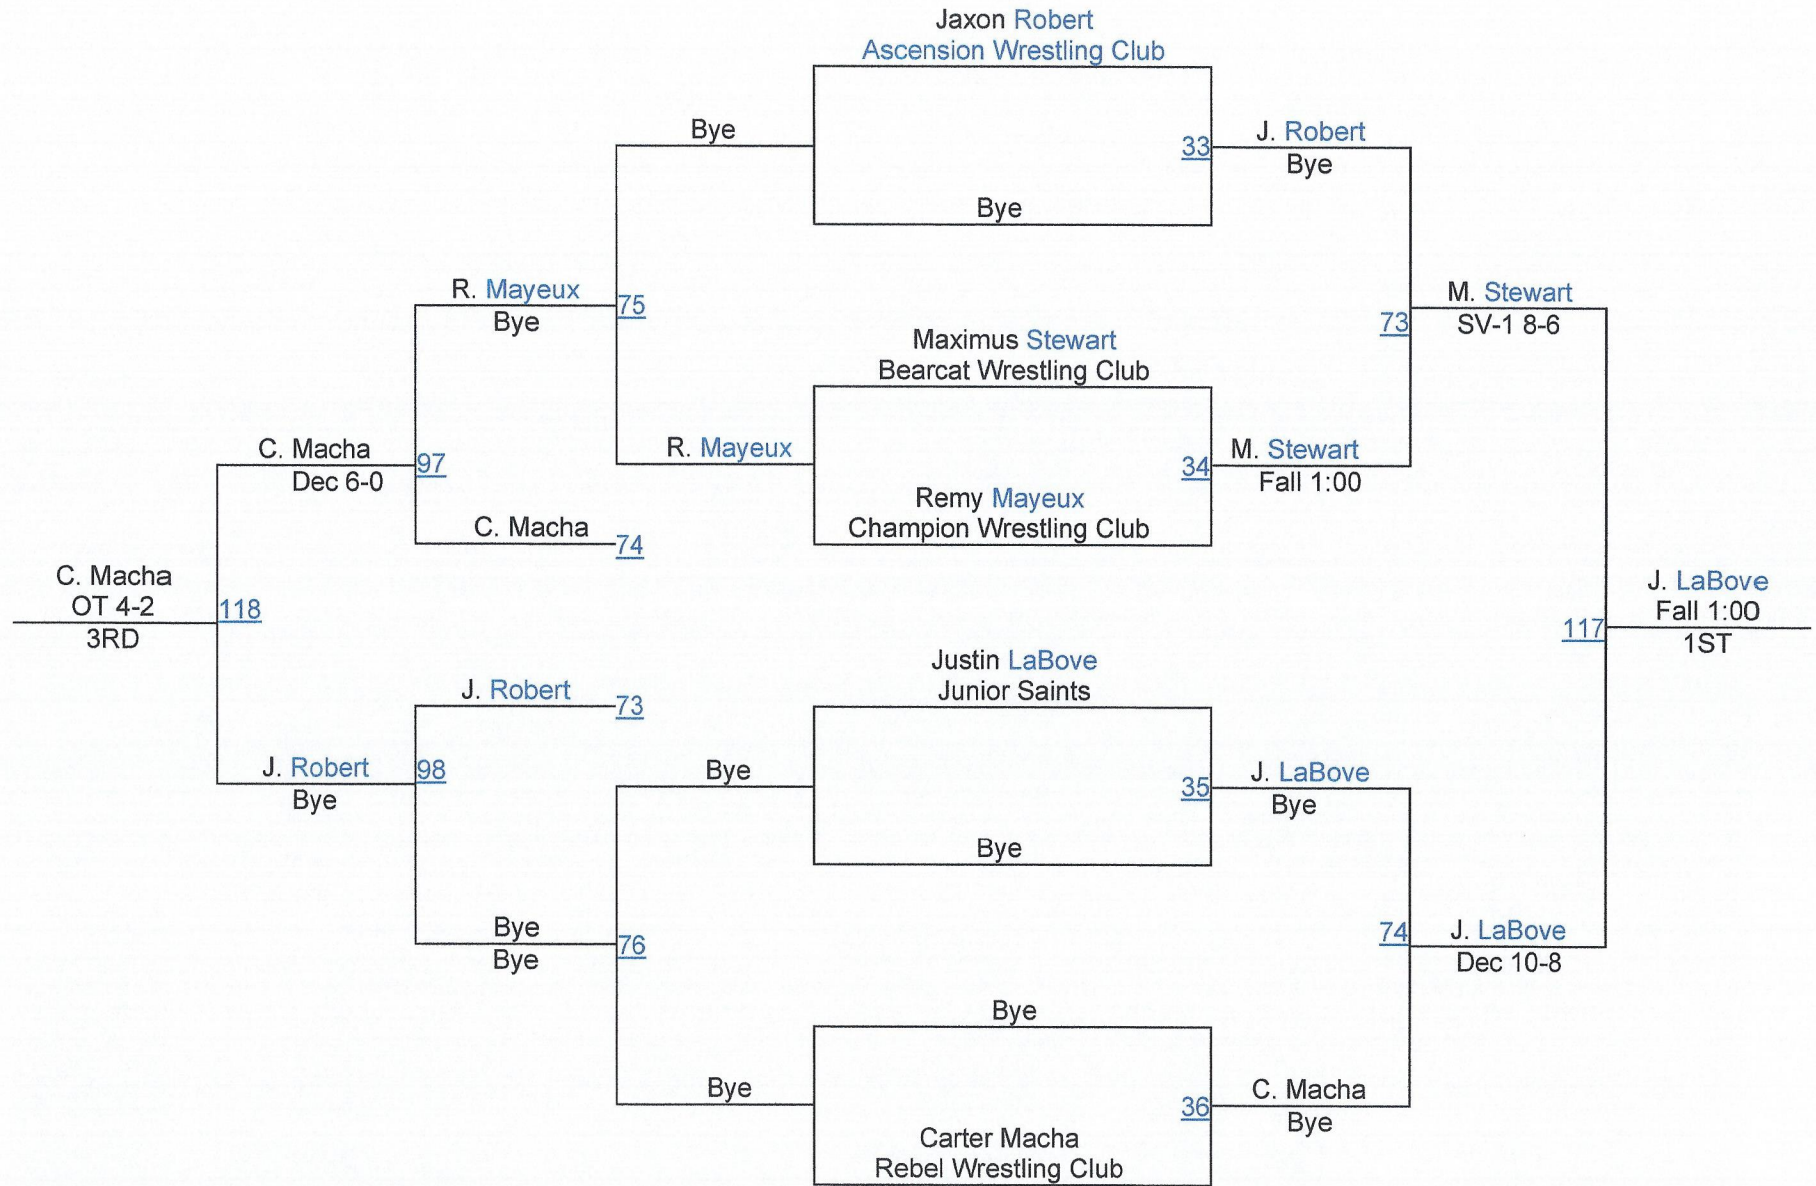 Jaxon Robert
Ascension Wrestling Club
Bye
33
J. Robert
Bye
Bye
R. Mayeux
Bye
75
M. Stewart
SV-1 8-6
73
Maximus Stewart
Bearcat Wrestling Club
C. Macha
Dec 6-0
97
R. Mayeux
34
M. Stewart
Fall 1:00
Remy Mayeux
Champion Wrestling Club
C. Macha
74
C. Macha
OT 4-2
3RD
118
J. LaBove
Fall 1:00
1ST
117
Justin LaBove
Junior Saints
J. Robert
73
J. Robert
Bye
98
Bye
35
J. LaBove
Bye
Bye
Bye
Bye
76
74
J. LaBove
Dec 10-8
Bye
Bye
36
C. Macha
Bye
Carter Macha
Rebel Wrestling Club